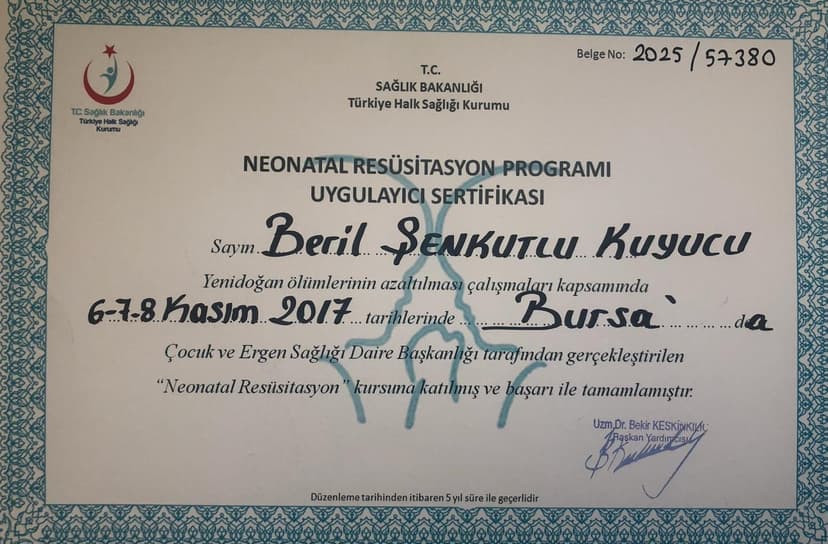 Belge No: 2025/57380
T.C.
SAĞLIK BAKANLIĞI
Türkiye Halk Sağlığı Kurumu
T.C. Sağlık Bakanlığı
Türkiye Halk Sağlığı
Kurumu
NEONATAL RESÜSİTASYON PROGRAMI
UYGULAYICI SERTİFİKASI
Sayın Beril ŞENKUTLU KUYUCU
Yenidoğan ölümlerinin azaltılması çalışmaları kapsamında
6-7-8 Kasım 2017 tarihlerinde Bursa' da
Çocuk ve Ergen Sağlığı Daire Başkanlığı tarafından gerçekleştirilen
“Neonatal Resüsitasyon” kursuna katılmış ve başarı ile tamamlamıştır.
Uzm.Dr. Bekir KESKİNKILIÇ
Başkan Yardımcısı
Düzenleme tarihinden itibaren 5 yıl süre ile geçerlidir